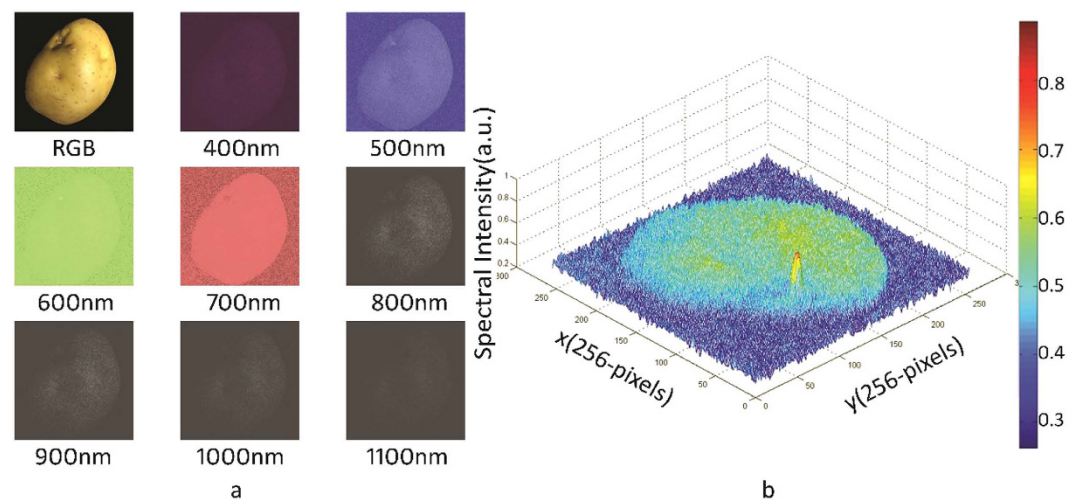 RGB
400nm
500nm
600nm
700nm
800nm
900nm
1000nm
1100nm
a
Spectral Intensity(a.u.)
1
0.8
0.6
0.4
0.2
300
250
200
150
100
50
0
x(256-pixels)
0
50
100
150
200
250
y(256-pixels)
0.8
0.7
0.6
0.5
0.4
0.3
b